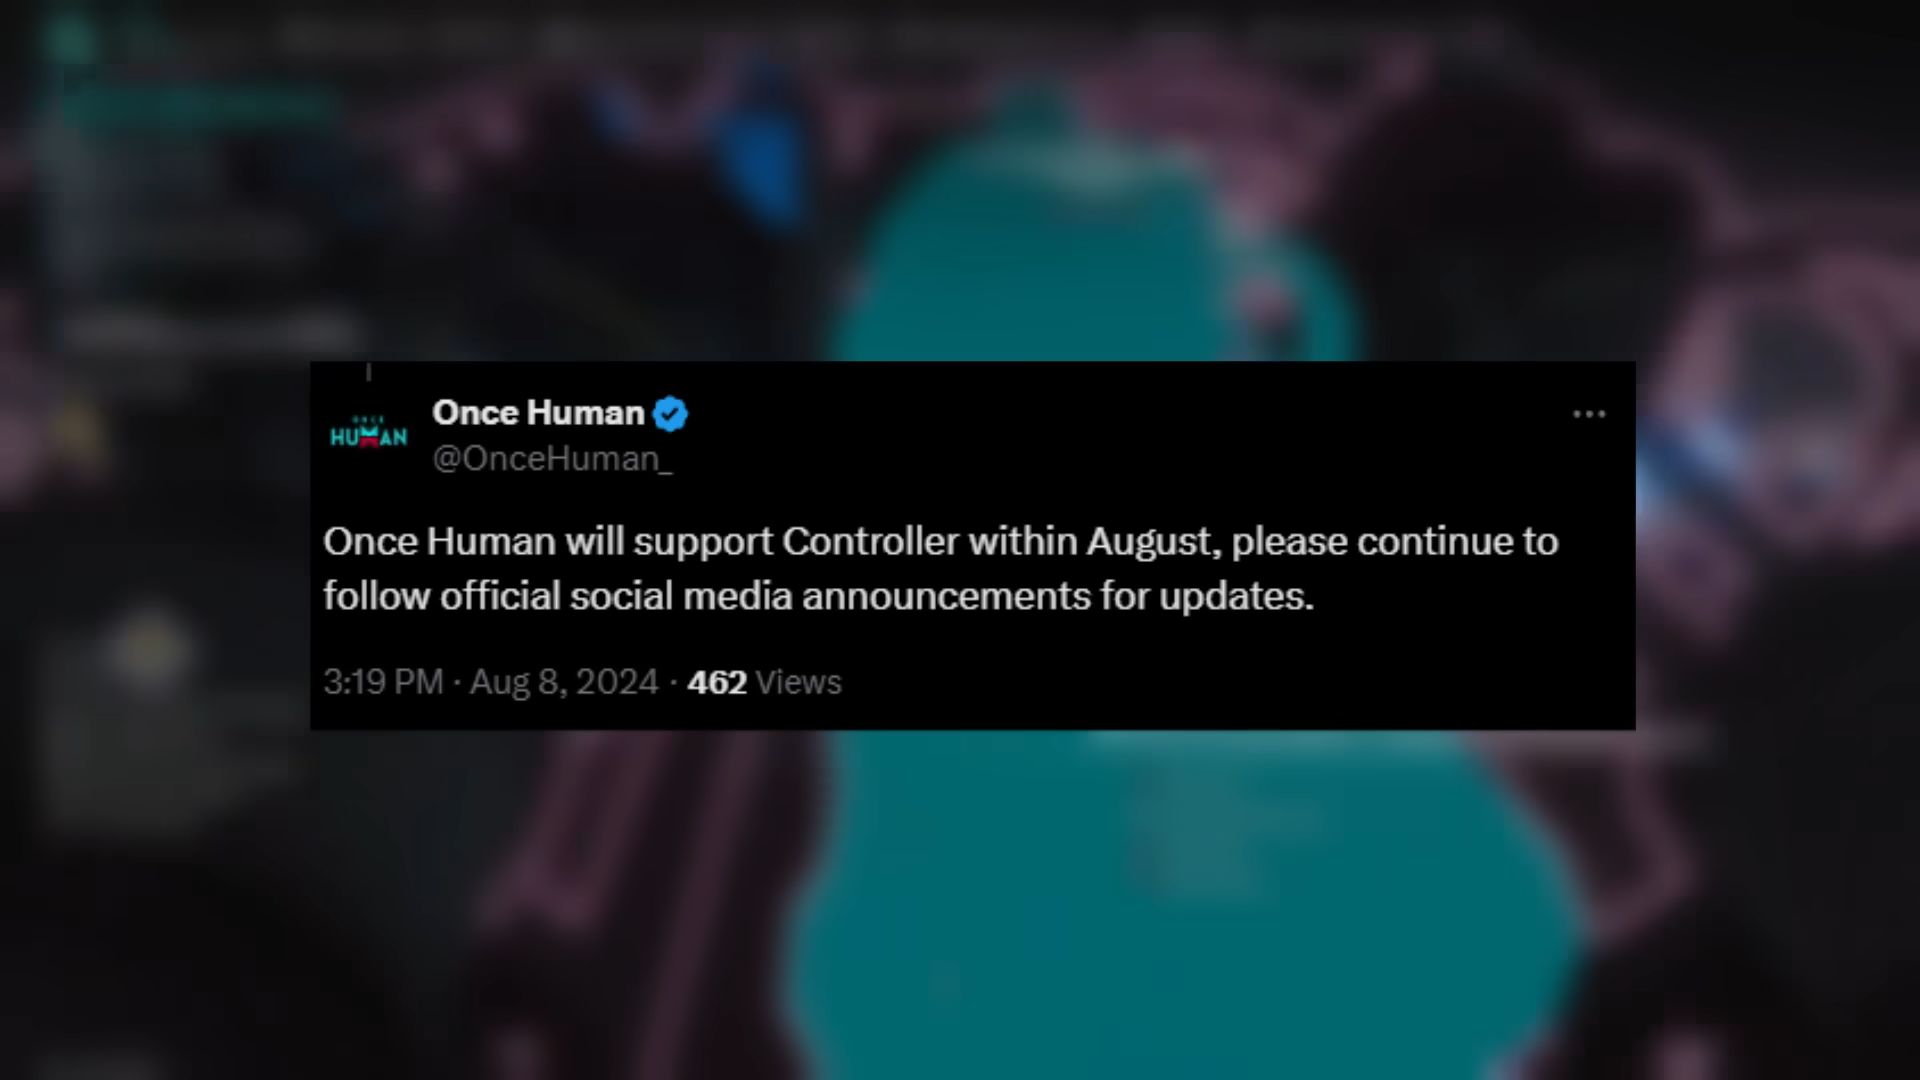 Once Human
@OnceHuman_
ONCE
HUMAN
Once Human will support Controller within August, please continue to
follow official social media announcements for updates.
3:19 PM · Aug 8, 2024 · 462 Views